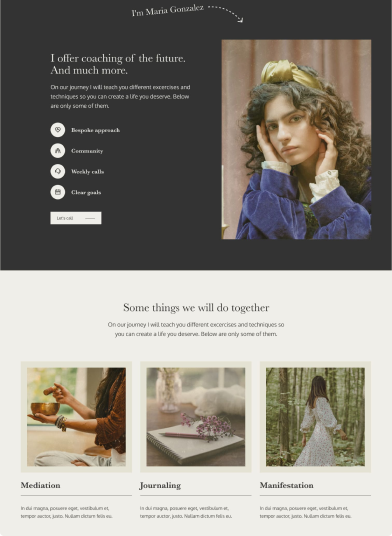 I'm Maria Gonzalez
I offer coaching of the future.
And much more.
On our journey I will teach you different excercises and
techniques so you can create a life you deserve. Below
are only some of them.
Bespoke approach
Community
Weekly calls
Clear goals
Let's call
Some things we will do together
On our journey I will teach you different excercises and techniques so
you can create a life you deserve. Below are only some of them.
Mediation
Journaling
Manifestation
In dui magna, posuere eget, vestibulum et,
tempor auctor, justo. Nullam dictum felis eu.
In dui magna, posuere eget, vestibulum et,
tempor auctor, justo. Nullam dictum felis eu.
In dui magna, posuere eget, vestibulum et,
tempor auctor, justo. Nullam dictum felis eu.